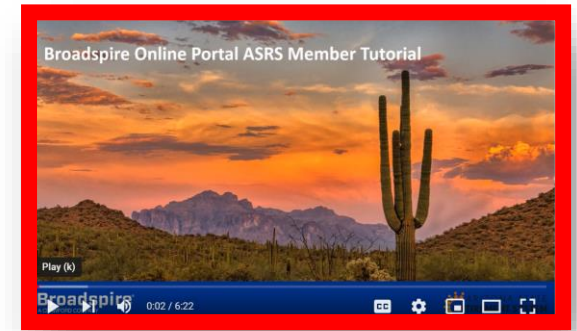 Broadspire Online Portal ASRS Member Tutorial
Play (k)
Broadspire
0:02 / 6:22
CC